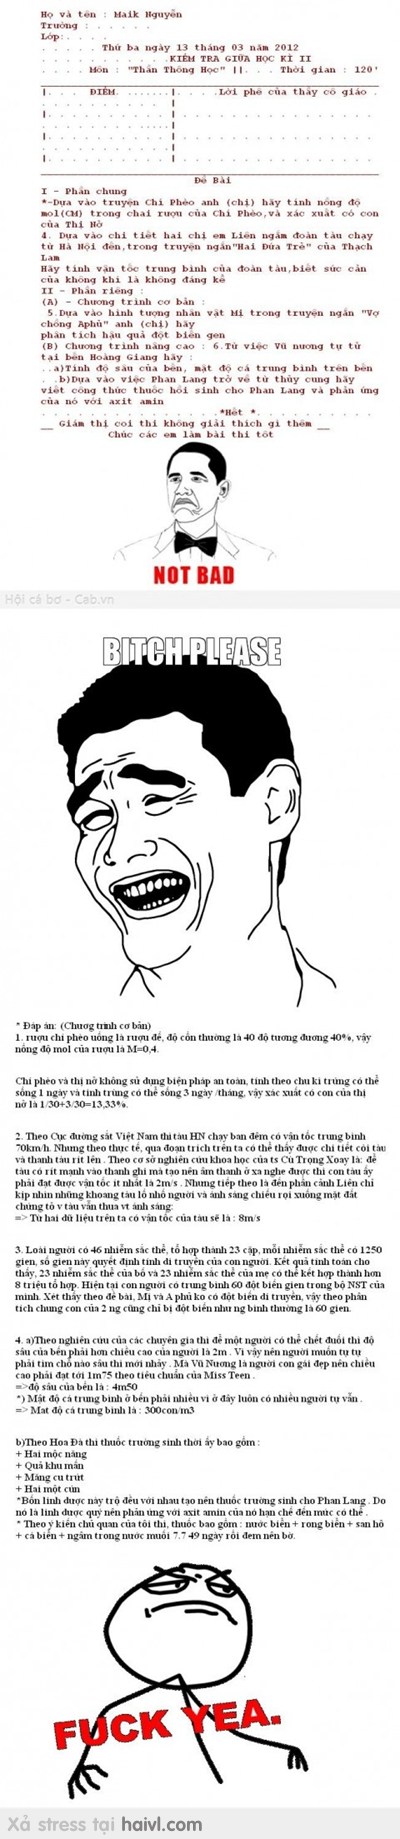 Họ và tên : Maik Nguyễn
Trường : . . . . .
Lớp:. . . .
. . . . . Thứ ba ngày 13 tháng 03 năm 2012
. . . . . . . . . . .KIỂM TRA GIỮA HỌC KÌ II
. . . . Môn : "Thần Thông Học" ||. . . Thời gian : 120'
|. . . . ĐIỂM. . . . . . . .|. . . . .Lời phê của thầy cô giáo .
Đề Bài
I - Phần chung
*-Dựa vào truyện Chí Phèo anh (chị) hãy tính nồng độ
mol(CM) trong chai rượu của Chí Phèo,và xác xuất có con
của Thị Nở
4. Dựa vào chi tiết hai chị em Liên ngắm đoàn tàu chạy
từ Hà Nội đến,trong truyện ngắn"Hai Đứa Trẻ" của Thạch
Lam
Hãy tính vận tốc trung bình của đoàn tàu,biết sức cản
của không khí là không đáng kể
II - Phần riêng :
(A) - Chương trình cơ bản :
5.Dựa vào hình tượng nhân vật Mị trong truyện ngắn "Vợ
chồng Aphủ" anh (chị) hãy
phân tích hậu quả đột biến gen
(B) Chương trình nâng cao : 6.Từ việc Vũ nương tự tử
tại bến Hoàng Giang hãy :
..a)Tính độ sâu của bến, mật độ cá trung bình trên bến
. .b)Dựa vào việc Phan Lang trở về từ thủy cung hãy
viết công thức thuốc hồi sinh cho Phan Lang và phản ứng
của nó với axit amin
. . . . . . . . . . . . . . . .*Hết *. . . . . . . . . .
__ Giám thị coi thi không giải thích gì thêm __
Chúc các em làm bài thi tốt
NOT BAD
Hội cá bơ - Cab.vn
BITCH PLEASE
* Đáp án: (Chương trình cơ bản)
1. rượu chí phèo uống là rượu đế, độ cồn thường là 40 độ tương đương 40%, vậy
nồng độ mol của rượu là M=0,4.
Chí phèo và thị nở không sử dụng biện pháp an toàn, tính theo chu kì trứng có thể
sống 1 ngày và tinh trùng có thể sống 3 ngày /tháng, vậy xác xuất có con của thị
nở là 1/30+3/30=13,33%.
2. Theo Cục đường sắt Việt Nam thì tàu HN chạy ban đêm có vận tốc trung bình
70km/h. Nhưng theo thực tế, qua đoạn trích trên ta có thể thấy được chi tiết còi tàu
và thanh tàu rít lên . Theo cơ sở nghiên cứu khoa học của ts Cù Trọng Xoay là: để
tàu có rít mạnh vào thanh ghi mà tạo nên âm thanh ở xa nghe được thì con tàu ấy
phải đạt được vận tốc ít nhất là 2m/s . Nhưng tiếp theo là đến phần cảnh Liên chỉ
kịp nhìn những khoang tàu lố nhố người và ánh sáng chiếu rọi xuống mặt đất
chứng tỏ v tàu vẫn thua vt ánh sáng.
=> Từ hai dữ liệu trên ta có vận tốc của tàu sẽ là : 8m/s
3. Loài người có 46 nhiễm sắc thể, tổ hợp thành 23 cặp, mỗi nhiễm sắc thể có 1250
gien, số gien này quyết định tính di truyền của con người. Kết quả tính toán cho
thấy, 23 nhiễm sắc thể của bố và 23 nhiễm sắc thể của mẹ có thể kết hợp thành hơn
8 triệu tổ hợp. Hiện tại con người có trung bình 60 đột biến gien trong bộ NST của
mình. Xét thấy theo đề bài, Mị và A phủ ko có đột biến di truyền, vậy theo phân
tích chung con của 2 ng cũng chỉ bị đột biến như ng bình thường là 60 gien.
4. a)Theo nghiên cứu của các chuyên gia thì để một người có thể chết đuối thì độ
sâu của bến phải hơn chiều cao của người là 2m . Vì vậy nên người muốn tự tự
phải tìm chỗ nào sâu thì mới nhảy . Mà Vũ Nương là người con gái đẹp nên chiều
cao phải đạt tới 1m75 theo tiêu chuẩn của Miss Teen .
=>độ sâu của bến là : 4m50
*) Mật độ cá trung bình ở bến phải nhiều vì ở đây luôn có nhiều người tự vẫn .
=> Mat độ cá trung bình là : 300con/m3
b)Theo Hoa Đà thì thuốc trường sinh thời ấy bao gồm :
+ Hai mộc nàng
+ Quả khu mấn
+ Măng cu trứt
+ Hai một cún
*Bốn linh dược này trộ đều với nhau tạo nên thuốc trường sinh cho Phan Lang . Do
nó là linh dược quý nên phản ứng với axit amin của nó hạn chế đến mức có thể .
* Theo ý kiến chủ quan của tôi thì, thuốc bao gồm : nước biển + rong biển + san hô
+ cá biển + ngâm trong nước muối 7.7 49 ngày rồi đem nên bờ.
FUCK YEA.
Xả stress tại haivl.com